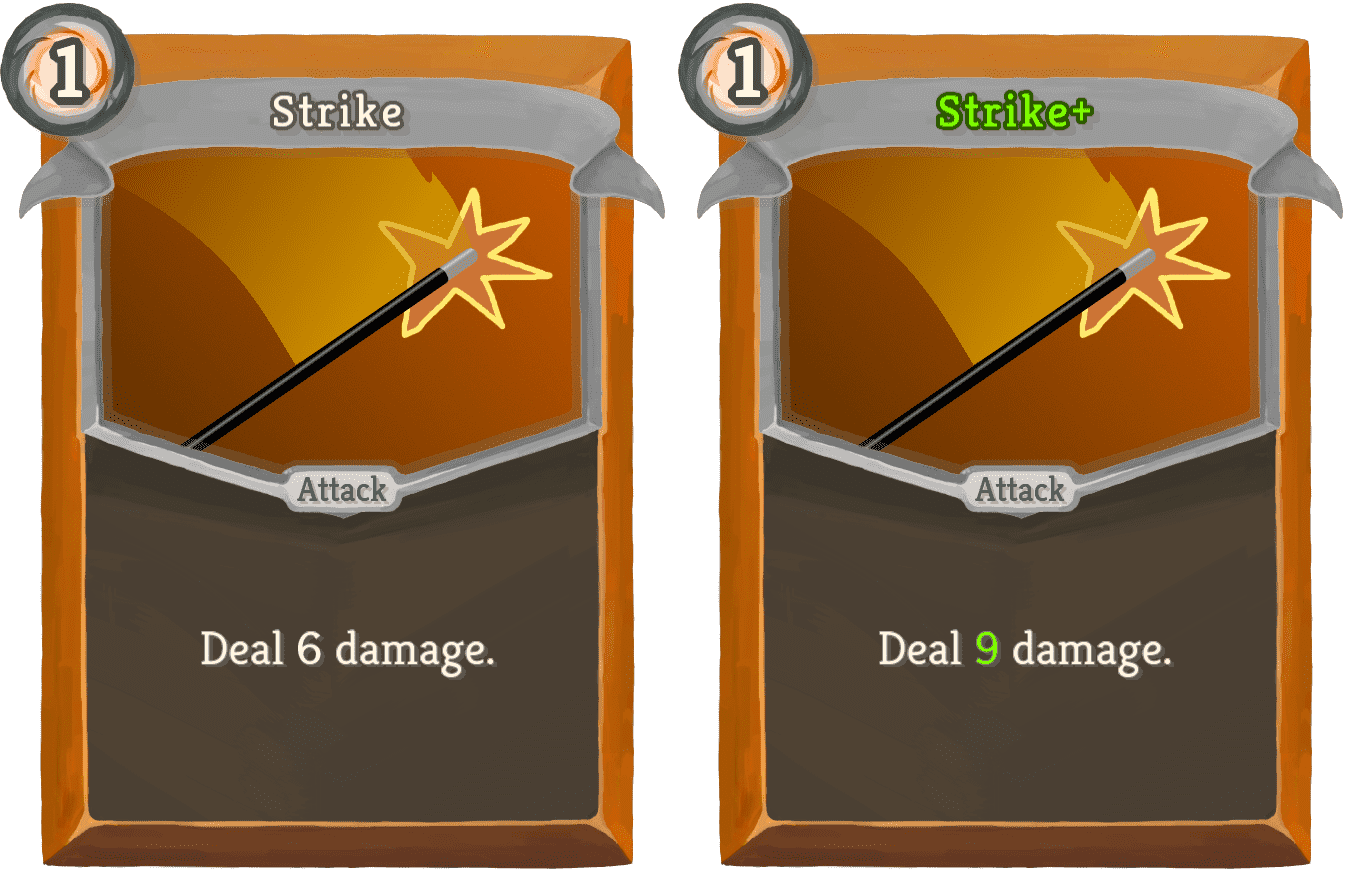 1
Strike
Attack
Deal 6 damage.
1
Strike+
Attack
Deal 9 damage.